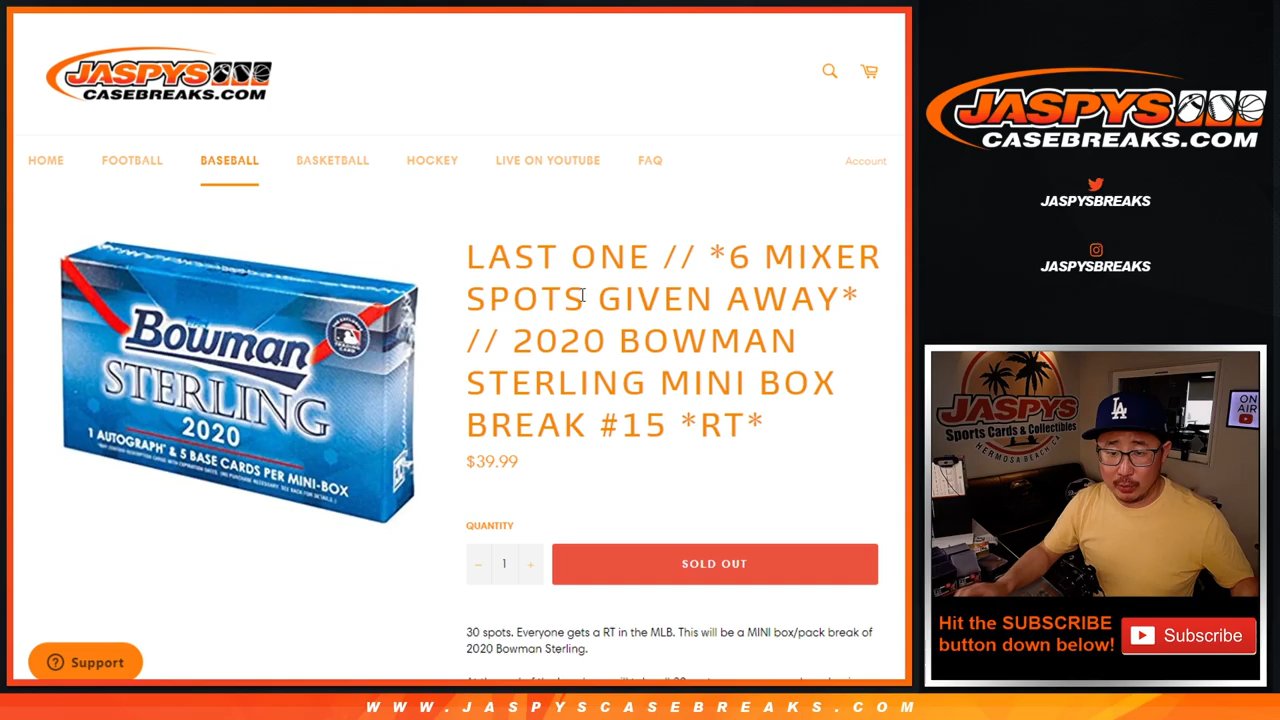 JASPYS
CASEBREAKS.COM
HOME FOOTBALL BASEBALL BASKETBALL HOCKEY LIVE ON YOUTUBE FAQ Account
Bowman
STERLING
2020
1 AUTOGRAPH* & 5 BASE CARDS PER MINI-BOX
LAST ONE // *6 MIXER
SPOTS GIVEN AWAY*
// 2020 BOWMAN
STERLING MINI BOX
BREAK #15 *RT*
$39.99
QUANTITY
− 1 +
SOLD OUT
30 spots. Everyone gets a RT in the MLB. This will be a MINI box/pack break of
2020 Bowman Sterling.
Support
JASPYS
CASEBREAKS.COM
JASPYSBREAKS
JASPYSBREAKS
JASPYS
Sports Cards & Collectibles
HERMOSA BEACH, CA
ON
AIR
LA
Hit the SUBSCRIBE
button down below!
Subscribe
WWW.JASPYSCASEBREAKS.COM